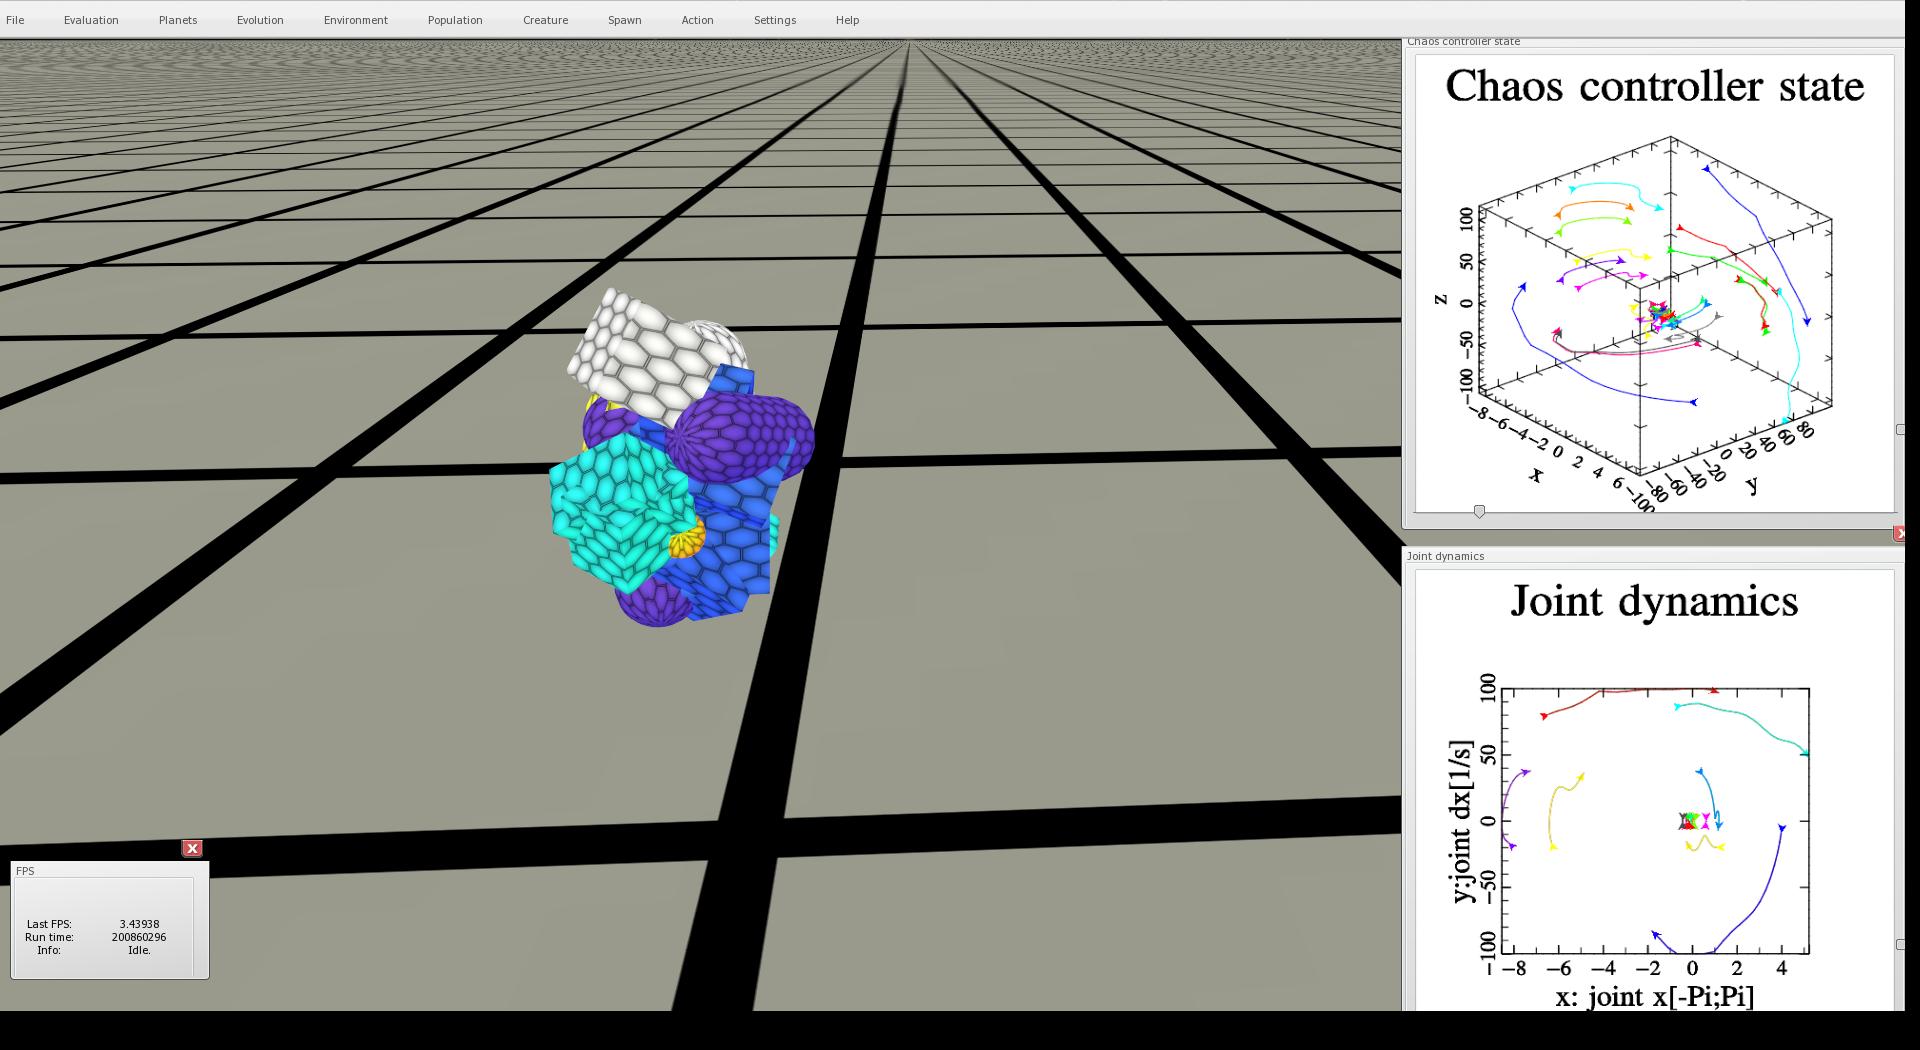 File Evaluation Planets Evolution Environment Population Creature Spawn Action Settings Help
Chaos controller state
Chaos controller state
100
50
0
−50
−100
z
−8 −6 −4 −2 0 2 4 6
x
−100 −80 −60 −40 −20 0 20 40 60 80
y
X
Joint dynamics
Joint dynamics
100
50
0
−50
−100
y:joint dx[1/s]
−8 −6 −4 −2 0 2 4
x: joint x[-Pi;Pi]
X
FPS
Last FPS: 3.43938
Run time: 200860296
Info: Idle.